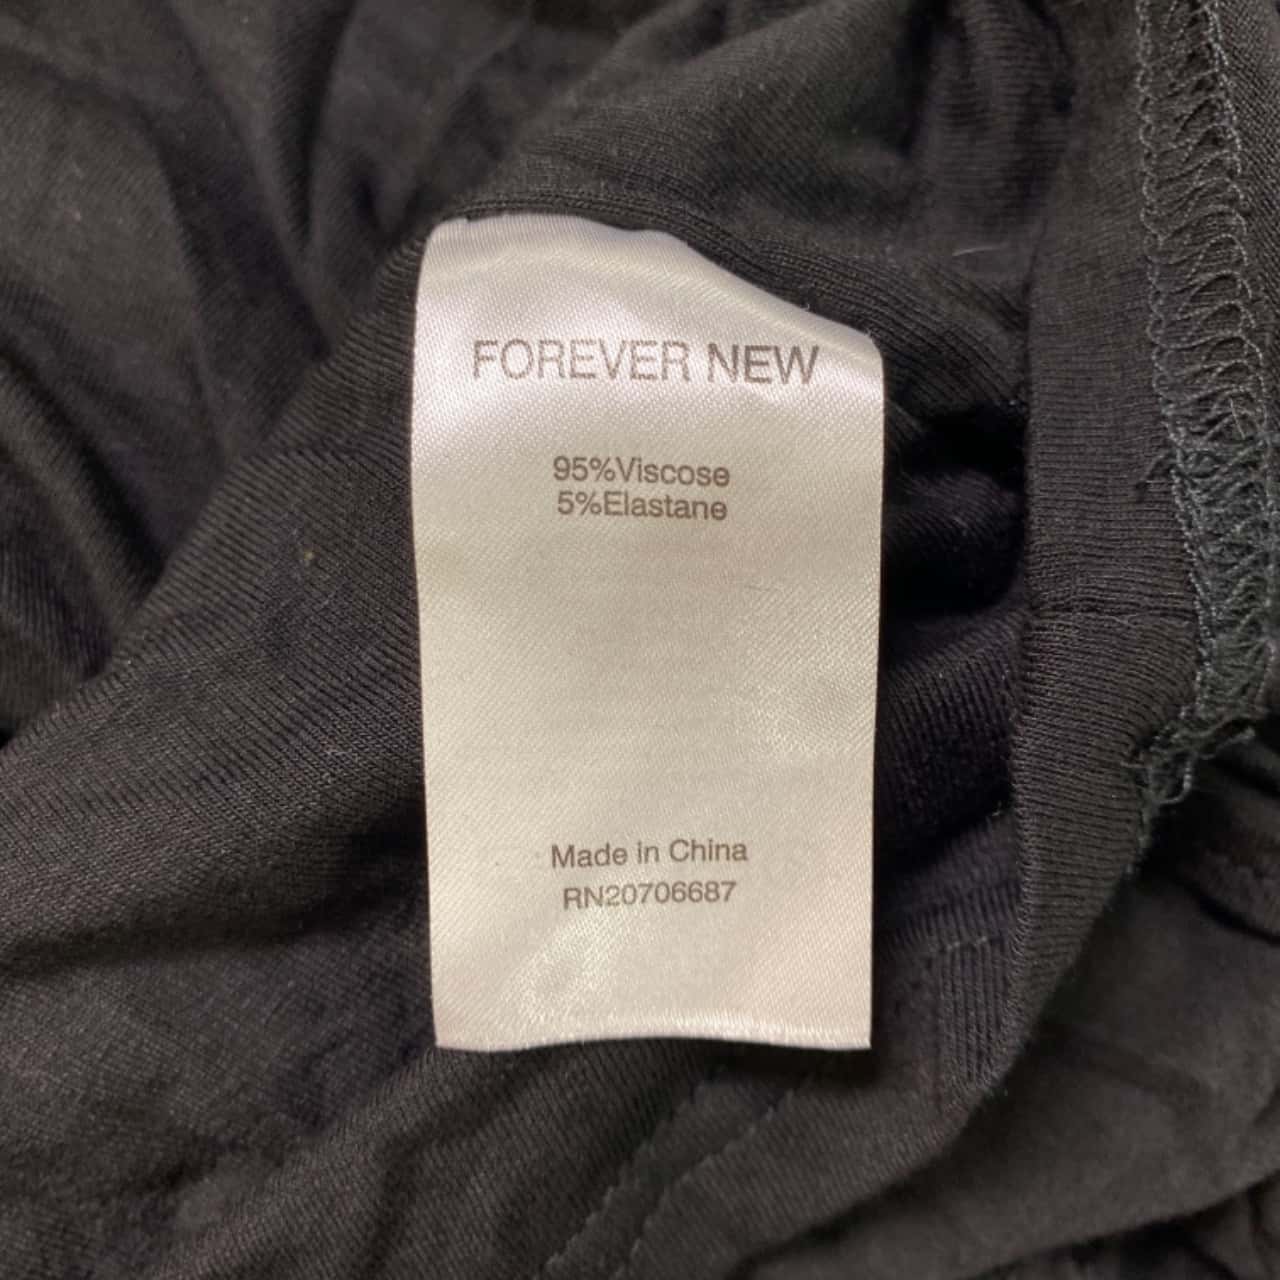 FOREVER NEW
95%Viscose
5%Elastane
Made in China
RN20706687